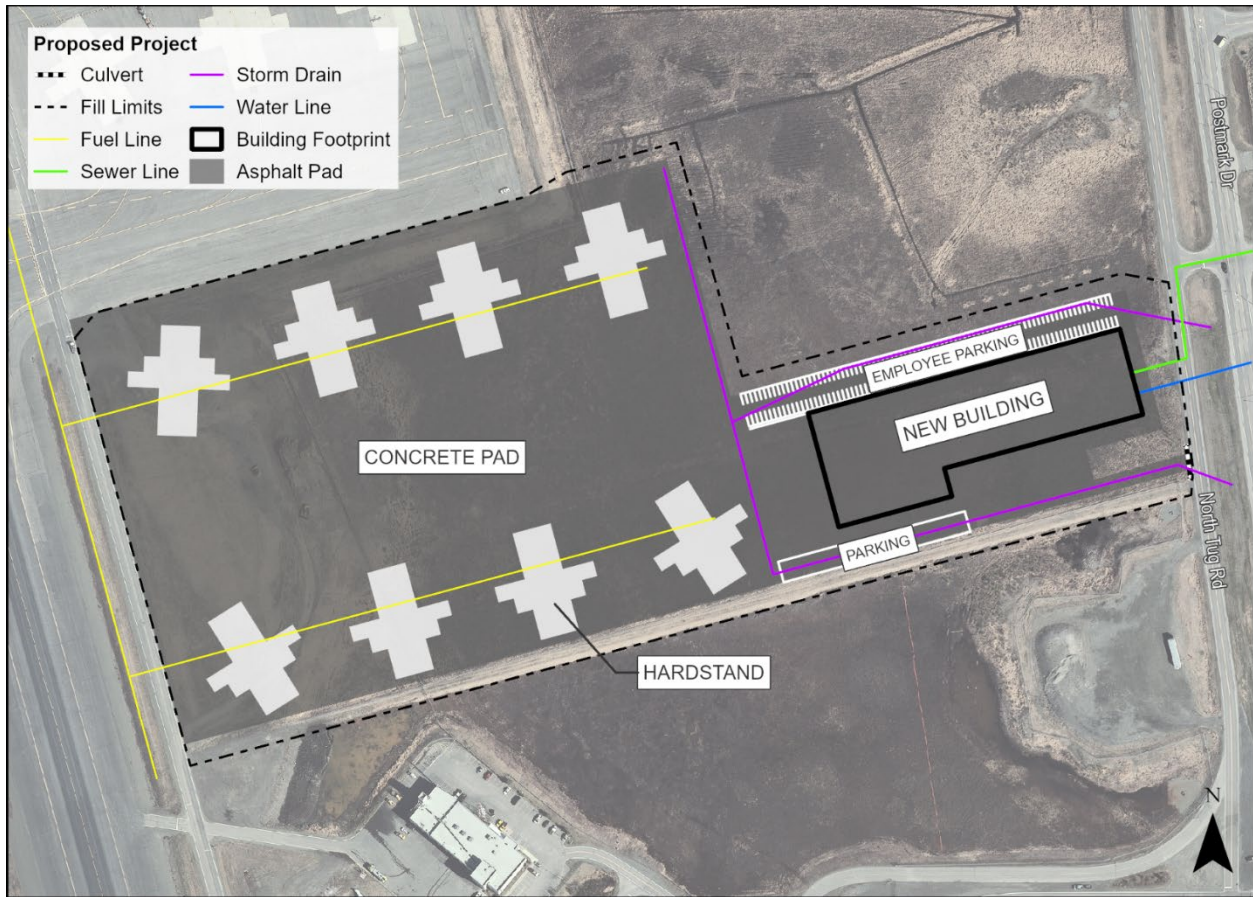 Proposed Project
Culvert
Fill Limits
Fuel Line
Sewer Line
Storm Drain
Water Line
Building Footprint
Asphalt Pad
Postmark Dr
EMPLOYEE PARKING
NEW BUILDING
CONCRETE PAD
PARKING
North Tug Rd
HARDSTAND
N